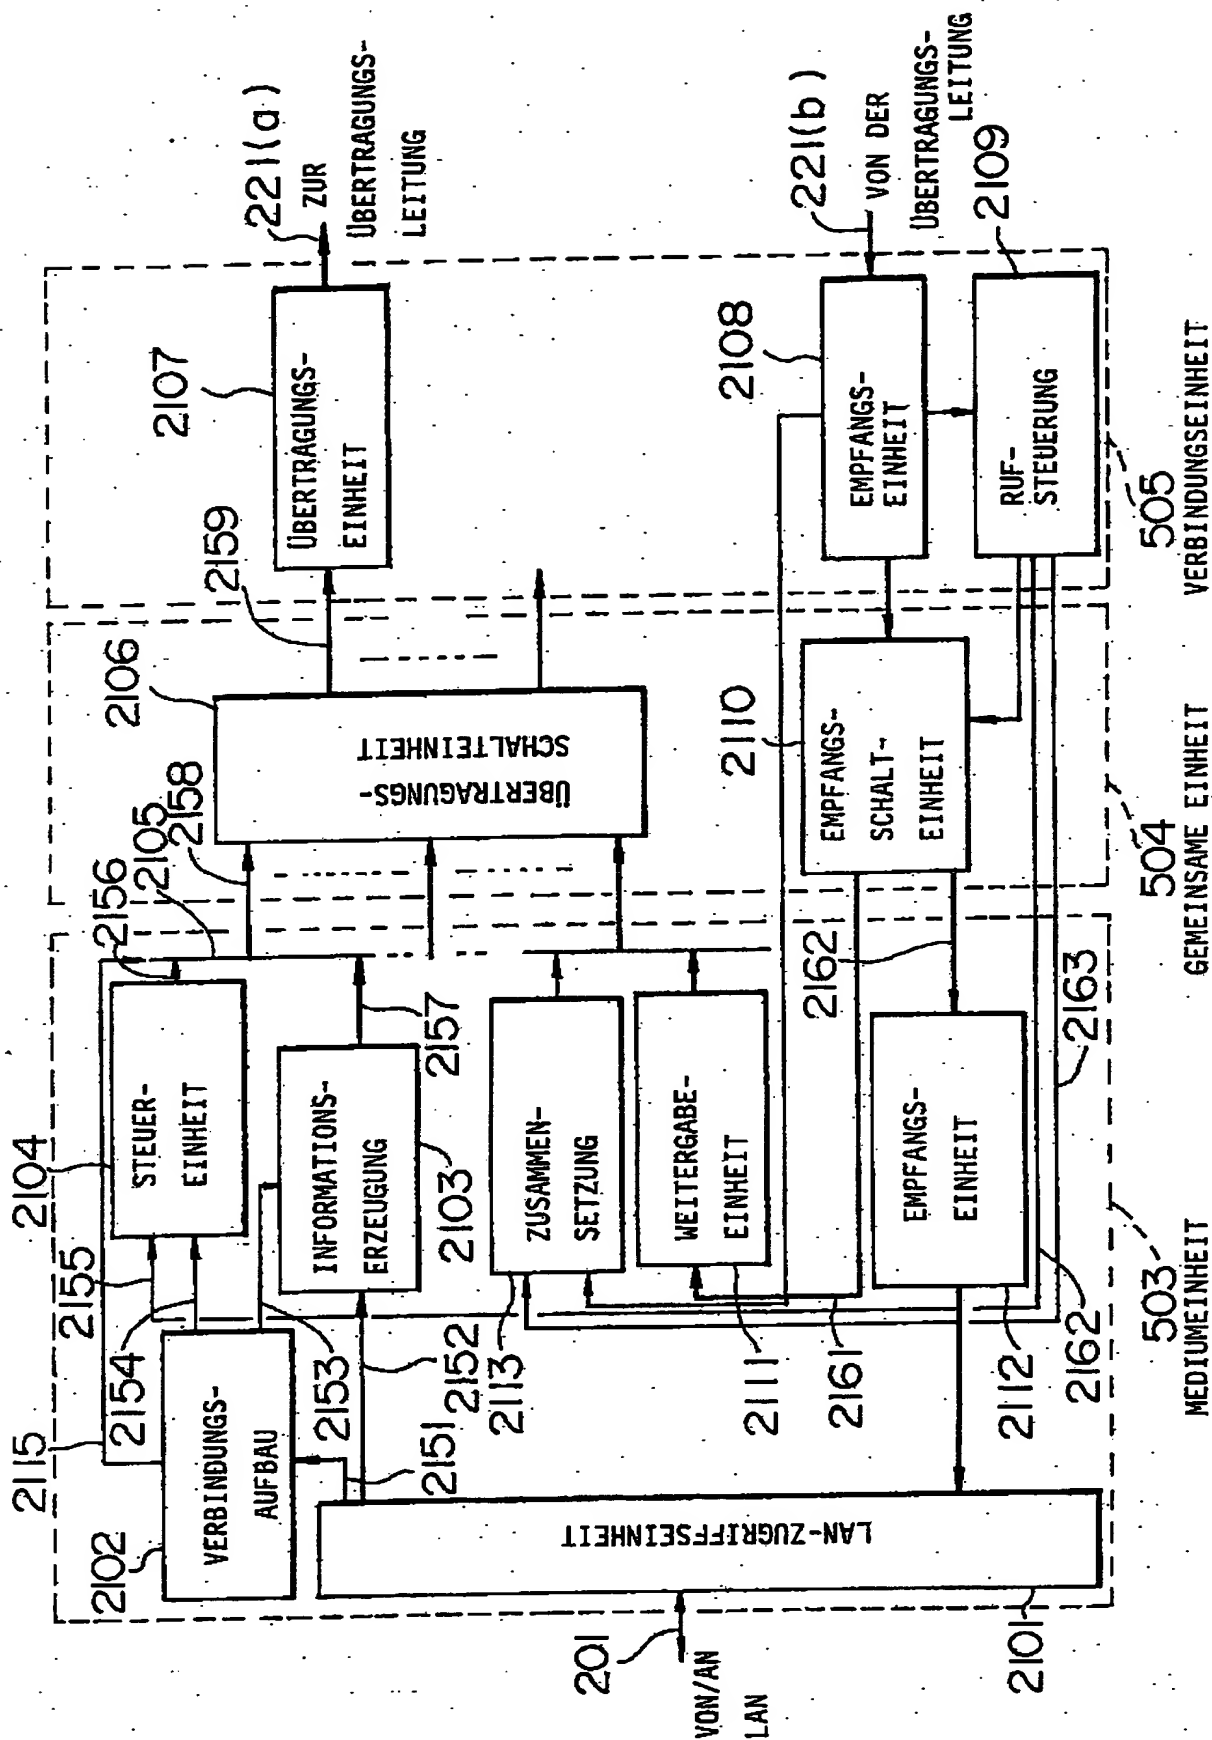 2115
2102
VERBINDUNGS-
AUFBAU
2104
STEUER-
EINHEIT
2155
2154
2153
2156
2105
2158
INFORMATIONS-
ERZEUGUNG
2103
2157
2152
2151
2106
ÜBERTRAGUNGS-
SCHALTEINHEIT
2159
2107
ÜBERTRAGUNGS-
EINHEIT
221(a)
ZUR
ÜBERTRAGUNGS-
LEITUNG
2113
ZUSAMMEN-
SETZUNG
2111
WEITERGABE-
EINHEIT
2161
2162
2110
EMPFANGS-
SCHALT-
EINHEIT
2108
EMPFANGS-
EINHEIT
221(b)
VON DER
ÜBERTRAGUNGS-
LEITUNG
2109
RUF-
STEUERUNG
EMPFANGS-
EINHEIT
2112
2162
2163
LAN-ZUGRIFFSEINHEIT
2101
201
VON/AN
LAN
503
MEDIUMEINHEIT
504
GEMEINSAME EINHEIT
505
VERBINDUNGSEINHEIT